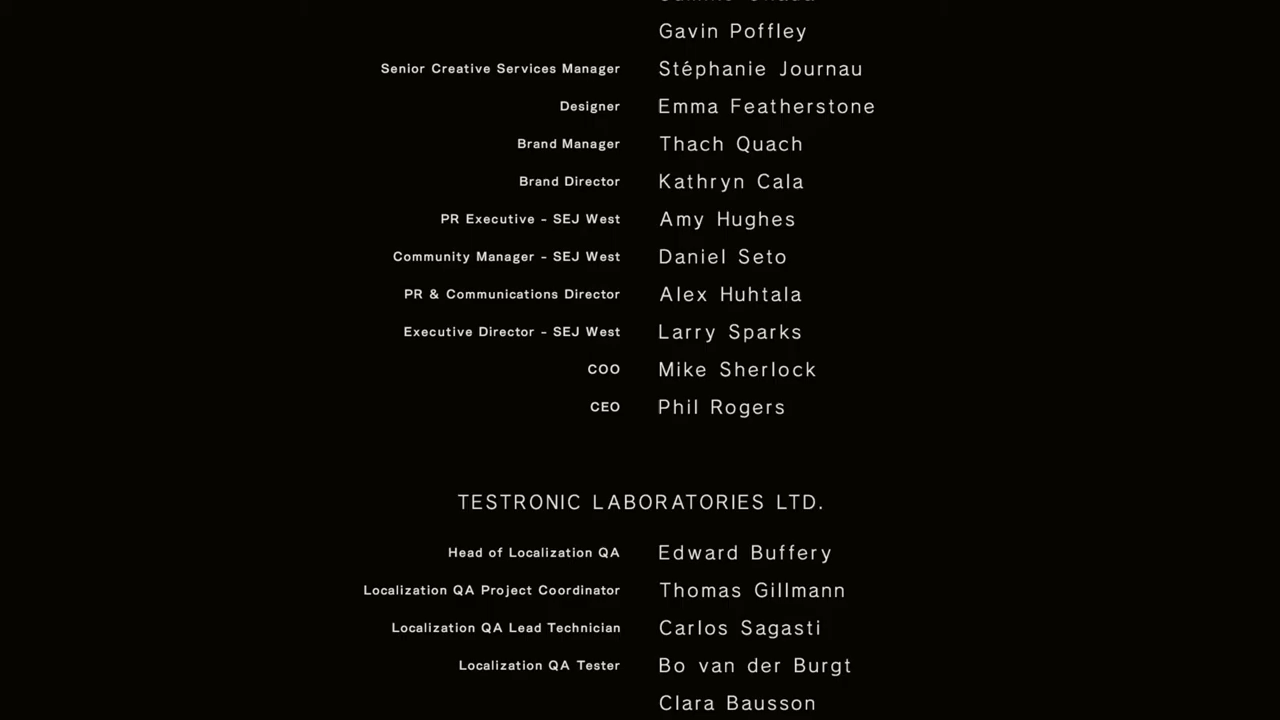 Gavin Poffley
Senior Creative Services Manager Stéphanie Journau
Designer Emma Featherstone
Brand Manager Thach Quach
Brand Director Kathryn Cala
PR Executive - SEJ West Amy Hughes
Community Manager - SEJ West Daniel Seto
PR & Communications Director Alex Huhtala
Executive Director - SEJ West Larry Sparks
COO Mike Sherlock
CEO Phil Rogers
TESTRONIC LABORATORIES LTD.
Head of Localization QA Edward Buffery
Localization QA Project Coordinator Thomas Gillmann
Localization QA Lead Technician Carlos Sagasti
Localization QA Tester Bo van der Burgt
Clara Bausson